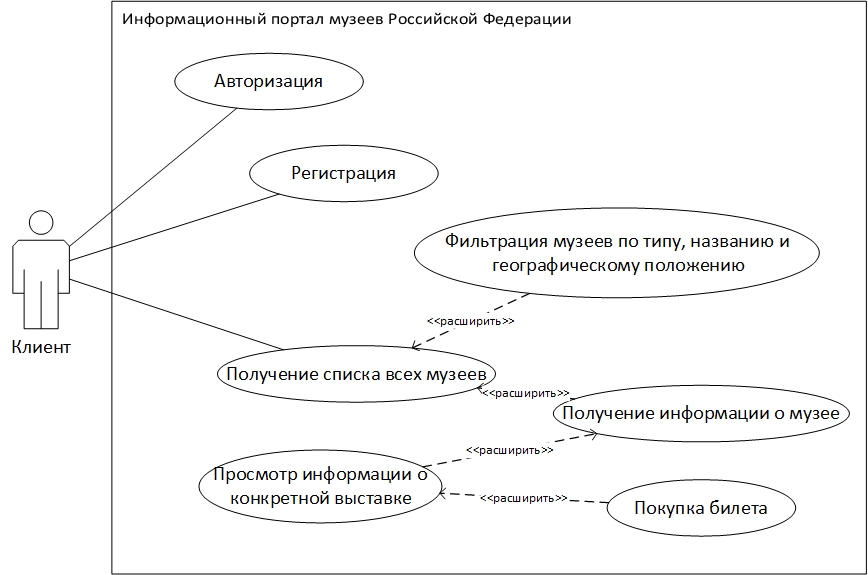 Информационный портал музеев Российской Федерации
Авторизация
Регистрация
Фильтрация музеев по типу, названию и
географическому положению
<<расширить>>
Клиент
Получение списка всех музеев
<<расширить>>
Получение информации о музее
<<расширить>>
Просмотр информации о
конкретной выставке
<<расширить>>
Покупка билета